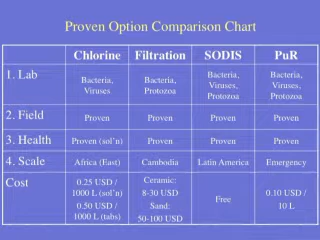 Proven Option Comparison Chart
Chlorine Filtration SODIS PuR
1. Lab
Bacteria,
Viruses
Bacteria,
Protozoa
Bacteria,
Viruses,
Protozoa
Bacteria,
Viruses,
Protozoa
2. Field
Proven Proven Proven Proven
3. Health
Proven (sol’n) Proven Proven Proven
4. Scale
Africa (East) Cambodia Latin America Emergency
Cost
0.25 USD /
1000 L (sol’n)
0.50 USD /
1000 L (tabs)
Ceramic:
8-30 USD
Sand:
50-100 USD
Free
0.10 USD /
10 L